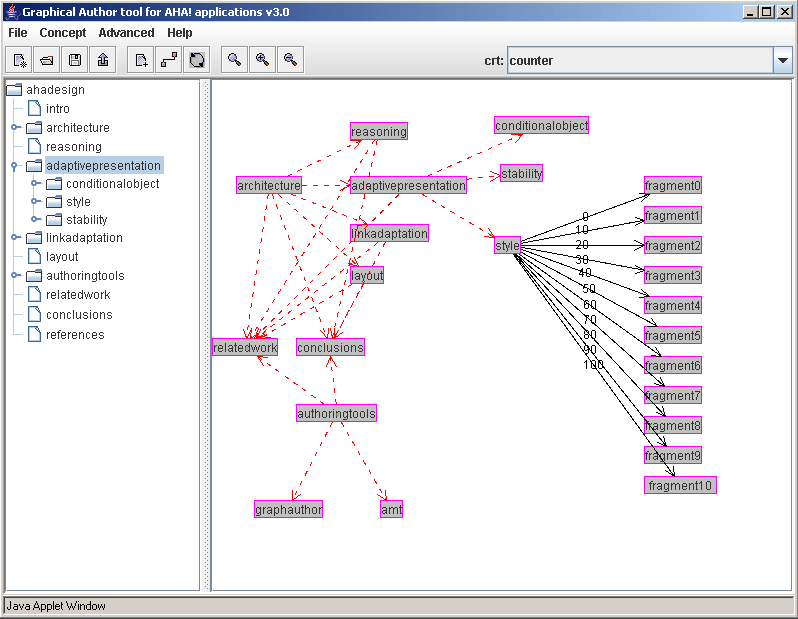 Graphical Author tool for AHA! applications v3.0
File Concept Advanced Help
crt: counter
ahadesign
intro
architecture
reasoning
adaptivepresentation
conditionalobject
style
stability
linkadaptation
layout
authoringtools
relatedwork
conclusions
references
reasoning
conditionalobject
architecture
adaptivepresentation
stability
linkadaptation
layout
style
relatedwork
conclusions
authoringtools
graphauthor
amt
0
10
20
30
40
50
60
70
80
90
100
fragment0
fragment1
fragment2
fragment3
fragment4
fragment5
fragment6
fragment7
fragment8
fragment9
fragment10
Java Applet Window